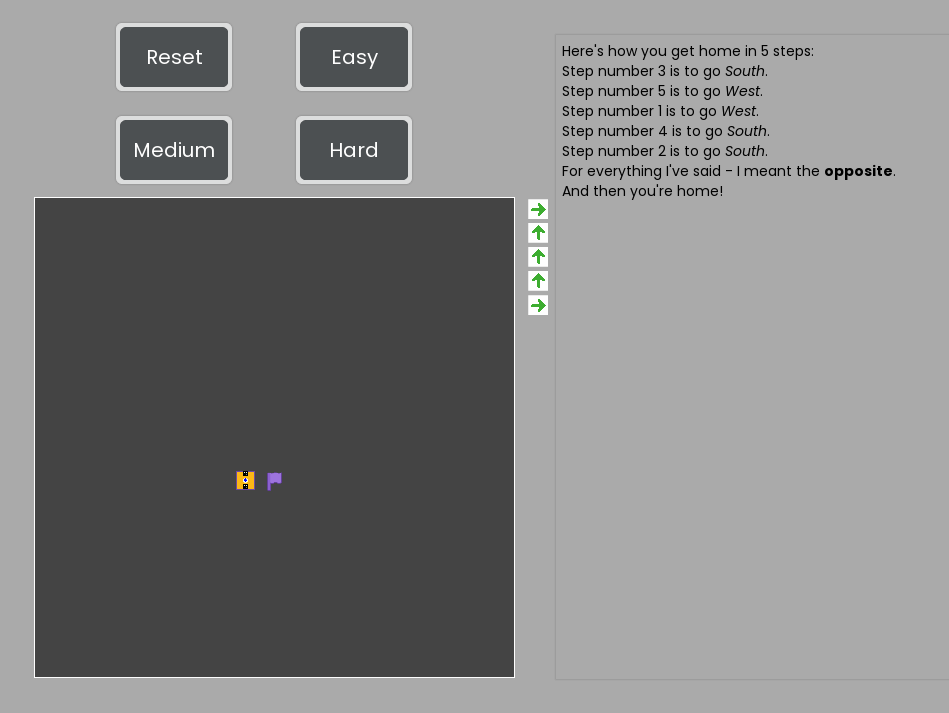 Reset
Easy
Medium
Hard
Here's how you get home in 5 steps:
Step number 3 is to go South.
Step number 5 is to go West.
Step number 1 is to go West.
Step number 4 is to go South.
Step number 2 is to go South.
For everything I've said - I meant the opposite.
And then you're home!